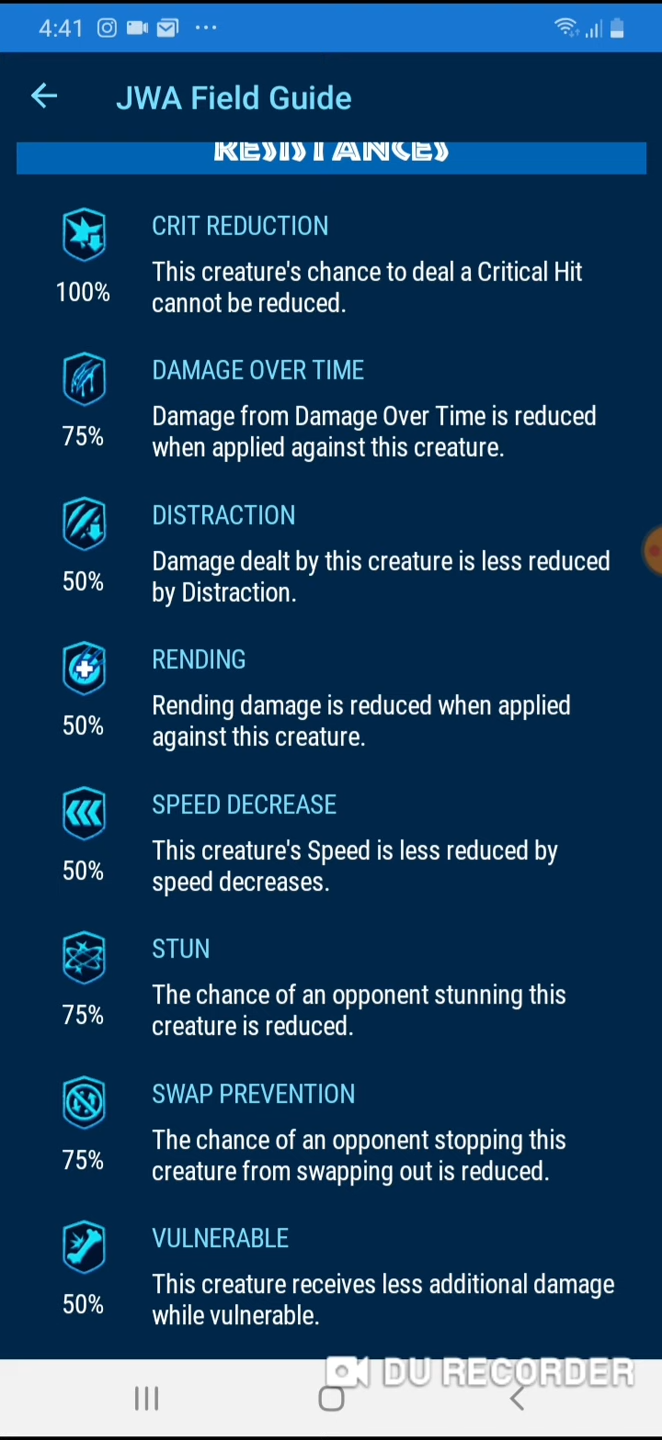 4:41
JWA Field Guide
RESISTANCES
CRIT REDUCTION
This creature's chance to deal a Critical Hit
100%
cannot be reduced.
DAMAGE OVER TIME
Damage from Damage Over Time is reduced
75%
when applied against this creature.
DISTRACTION
Damage dealt by this creature is less reduced
50%
by Distraction.
RENDING
Rending damage is reduced when applied
50%
against this creature.
SPEED DECREASE
This creature's Speed is less reduced by
50%
speed decreases.
STUN
The chance of an opponent stunning this
75%
creature is reduced.
SWAP PREVENTION
The chance of an opponent stopping this
75%
creature from swapping out is reduced.
VULNERABLE
This creature receives less additional damage
50%
while vulnerable.
DU RECORDER